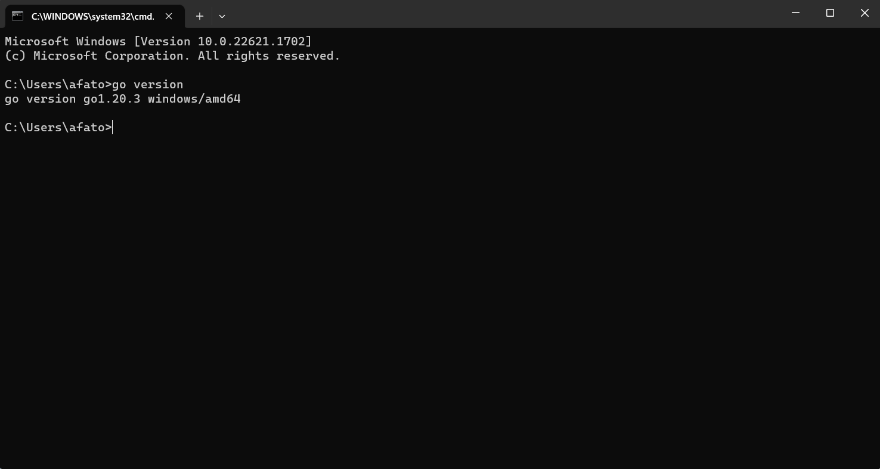 C:\WINDOWS\system32\cmd.
Microsoft Windows [Version 10.0.22621.1702]
(c) Microsoft Corporation. All rights reserved.
C:\Users\afato>go version
go version go1.20.3 windows/amd64
C:\Users\afato>